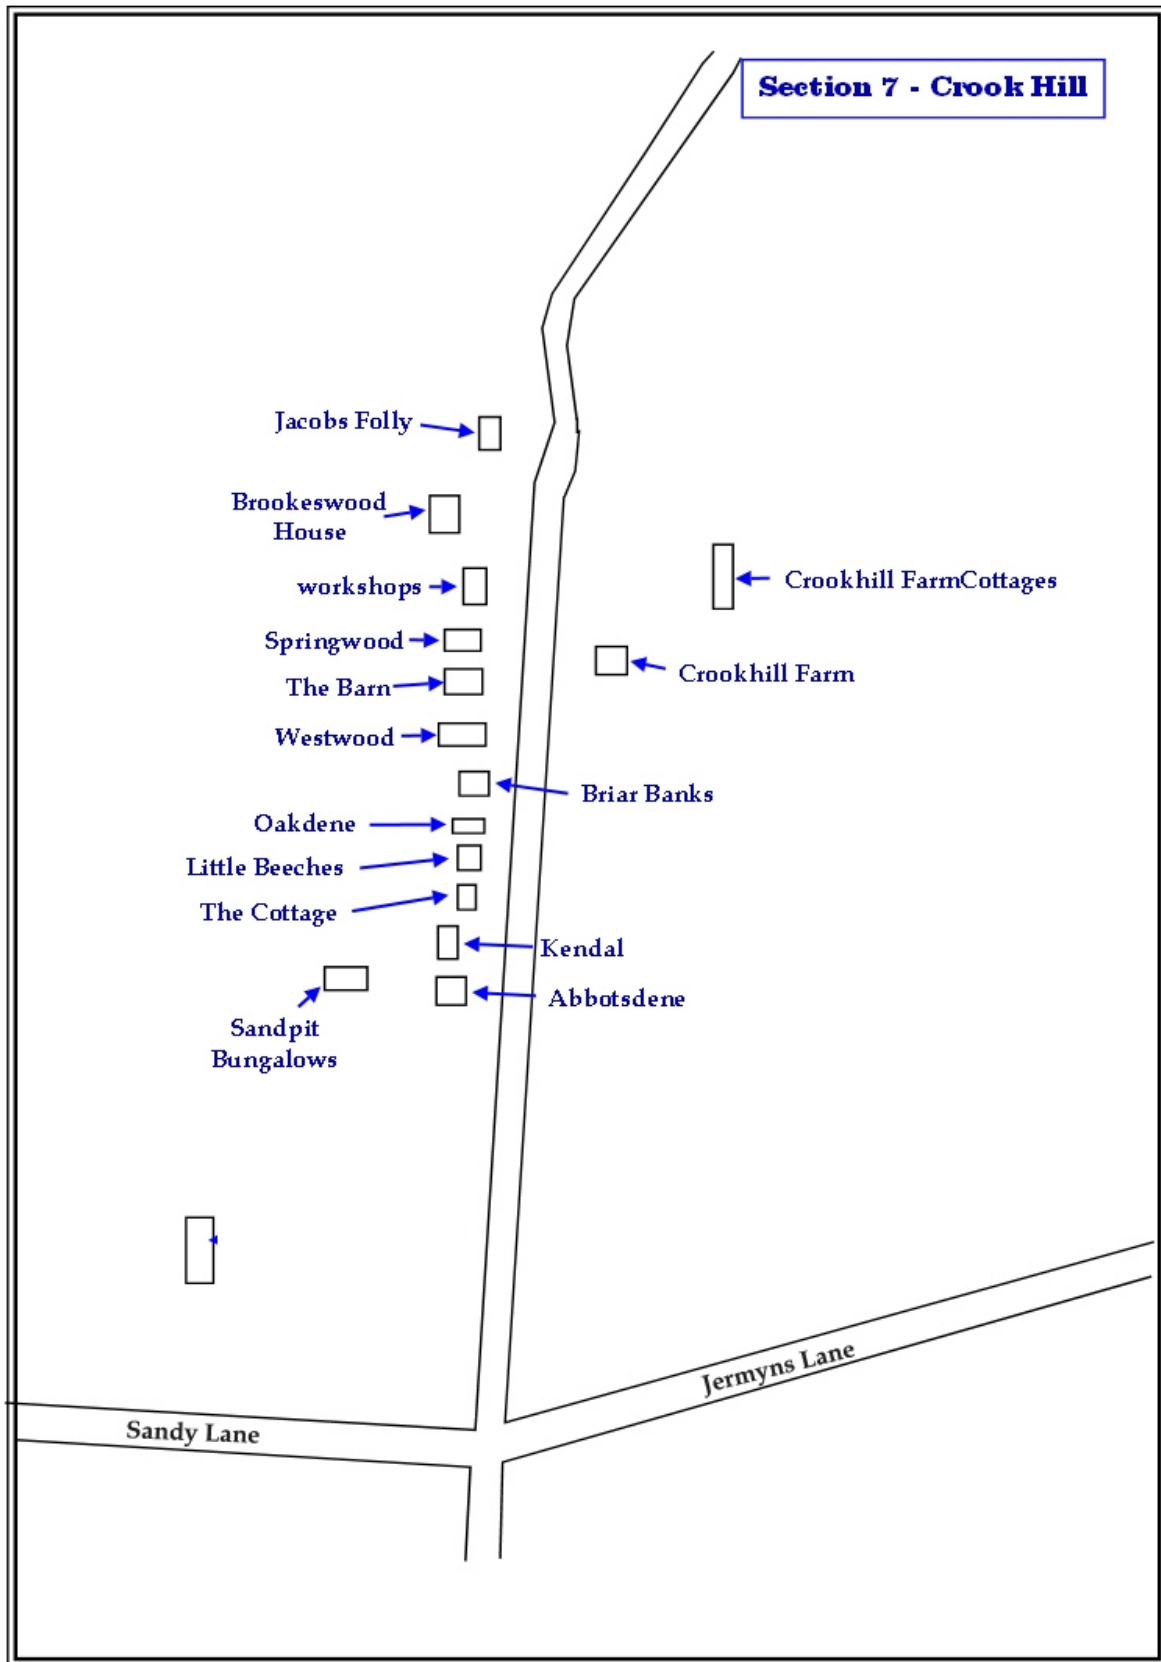 Section 7 - Crook Hill
Jacobs Folly
Brookeswood
House
workshops
Crookhill FarmCottages
Springwood
Crookhill Farm
The Barn
Westwood
Briar Banks
Oakdene
Little Beeches
The Cottage
Kendal
Abbotsdene
Sandpit
Bungalows
Jermyns Lane
Sandy Lane